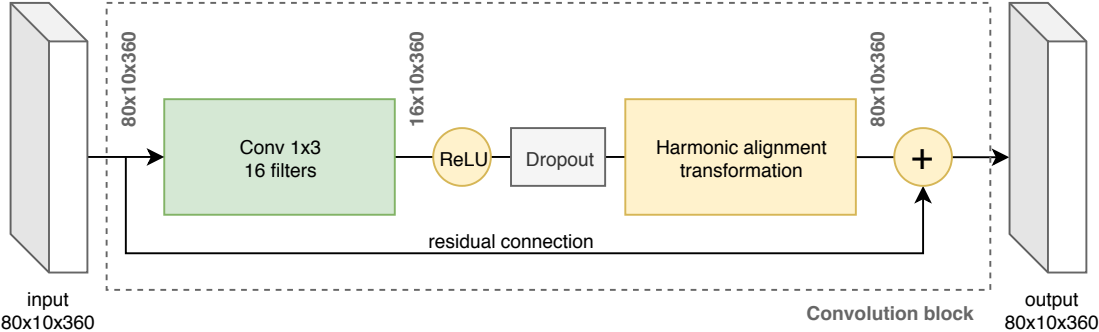 80x10x360
16x10x360
80x10x360
Conv 1x3
16 filters
ReLU
Dropout
Harmonic alignment
transformation
+
residual connection
input
80x10x360
Convolution block
output
80x10x360